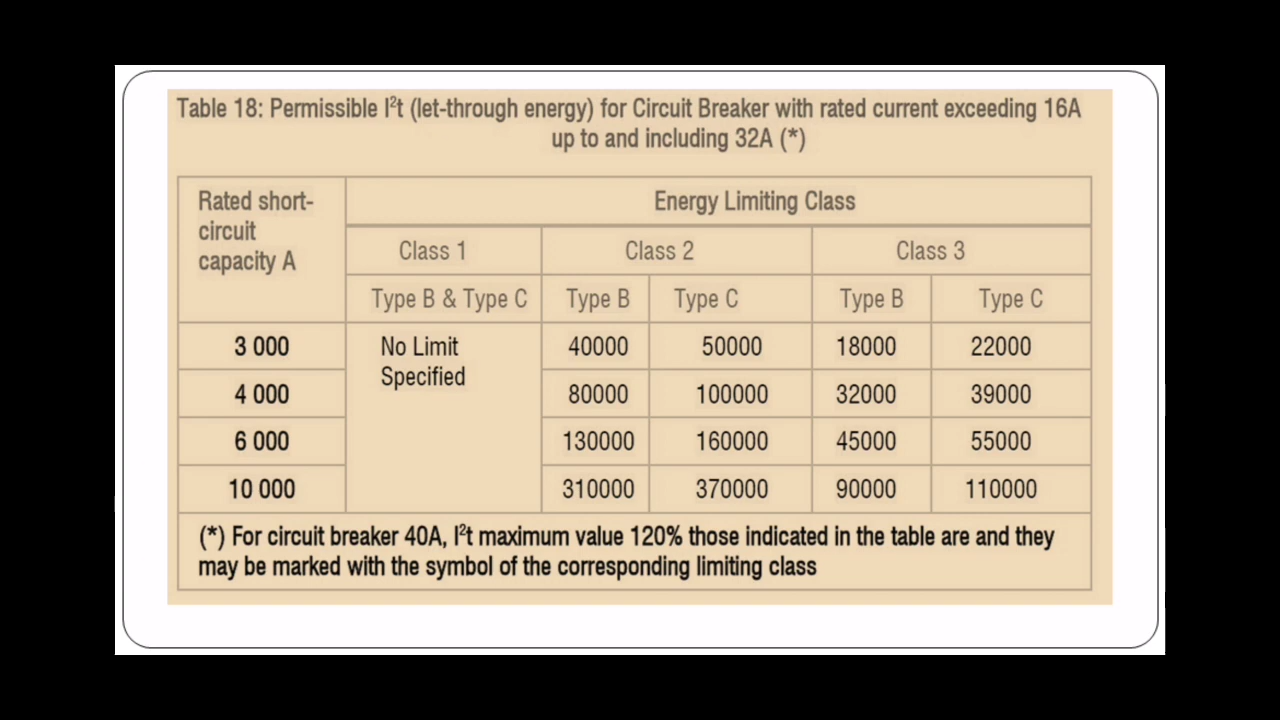 Table 18: Permissible I²t (let-through energy) for Circuit Breaker with rated current exceeding 16A
up to and including 32A (*)
Rated short-
circuit
capacity A
Energy Limiting Class
Class 1 Class 2 Class 3
Type B & Type C Type B Type C Type B Type C
3 000 No Limit 40000 50000 18000 22000
Specified
4 000 80000 100000 32000 39000
6 000 130000 160000 45000 55000
10 000 310000 370000 90000 110000
(*) For circuit breaker 40A, I²t maximum value 120% those indicated in the table are and they
may be marked with the symbol of the corresponding limiting class